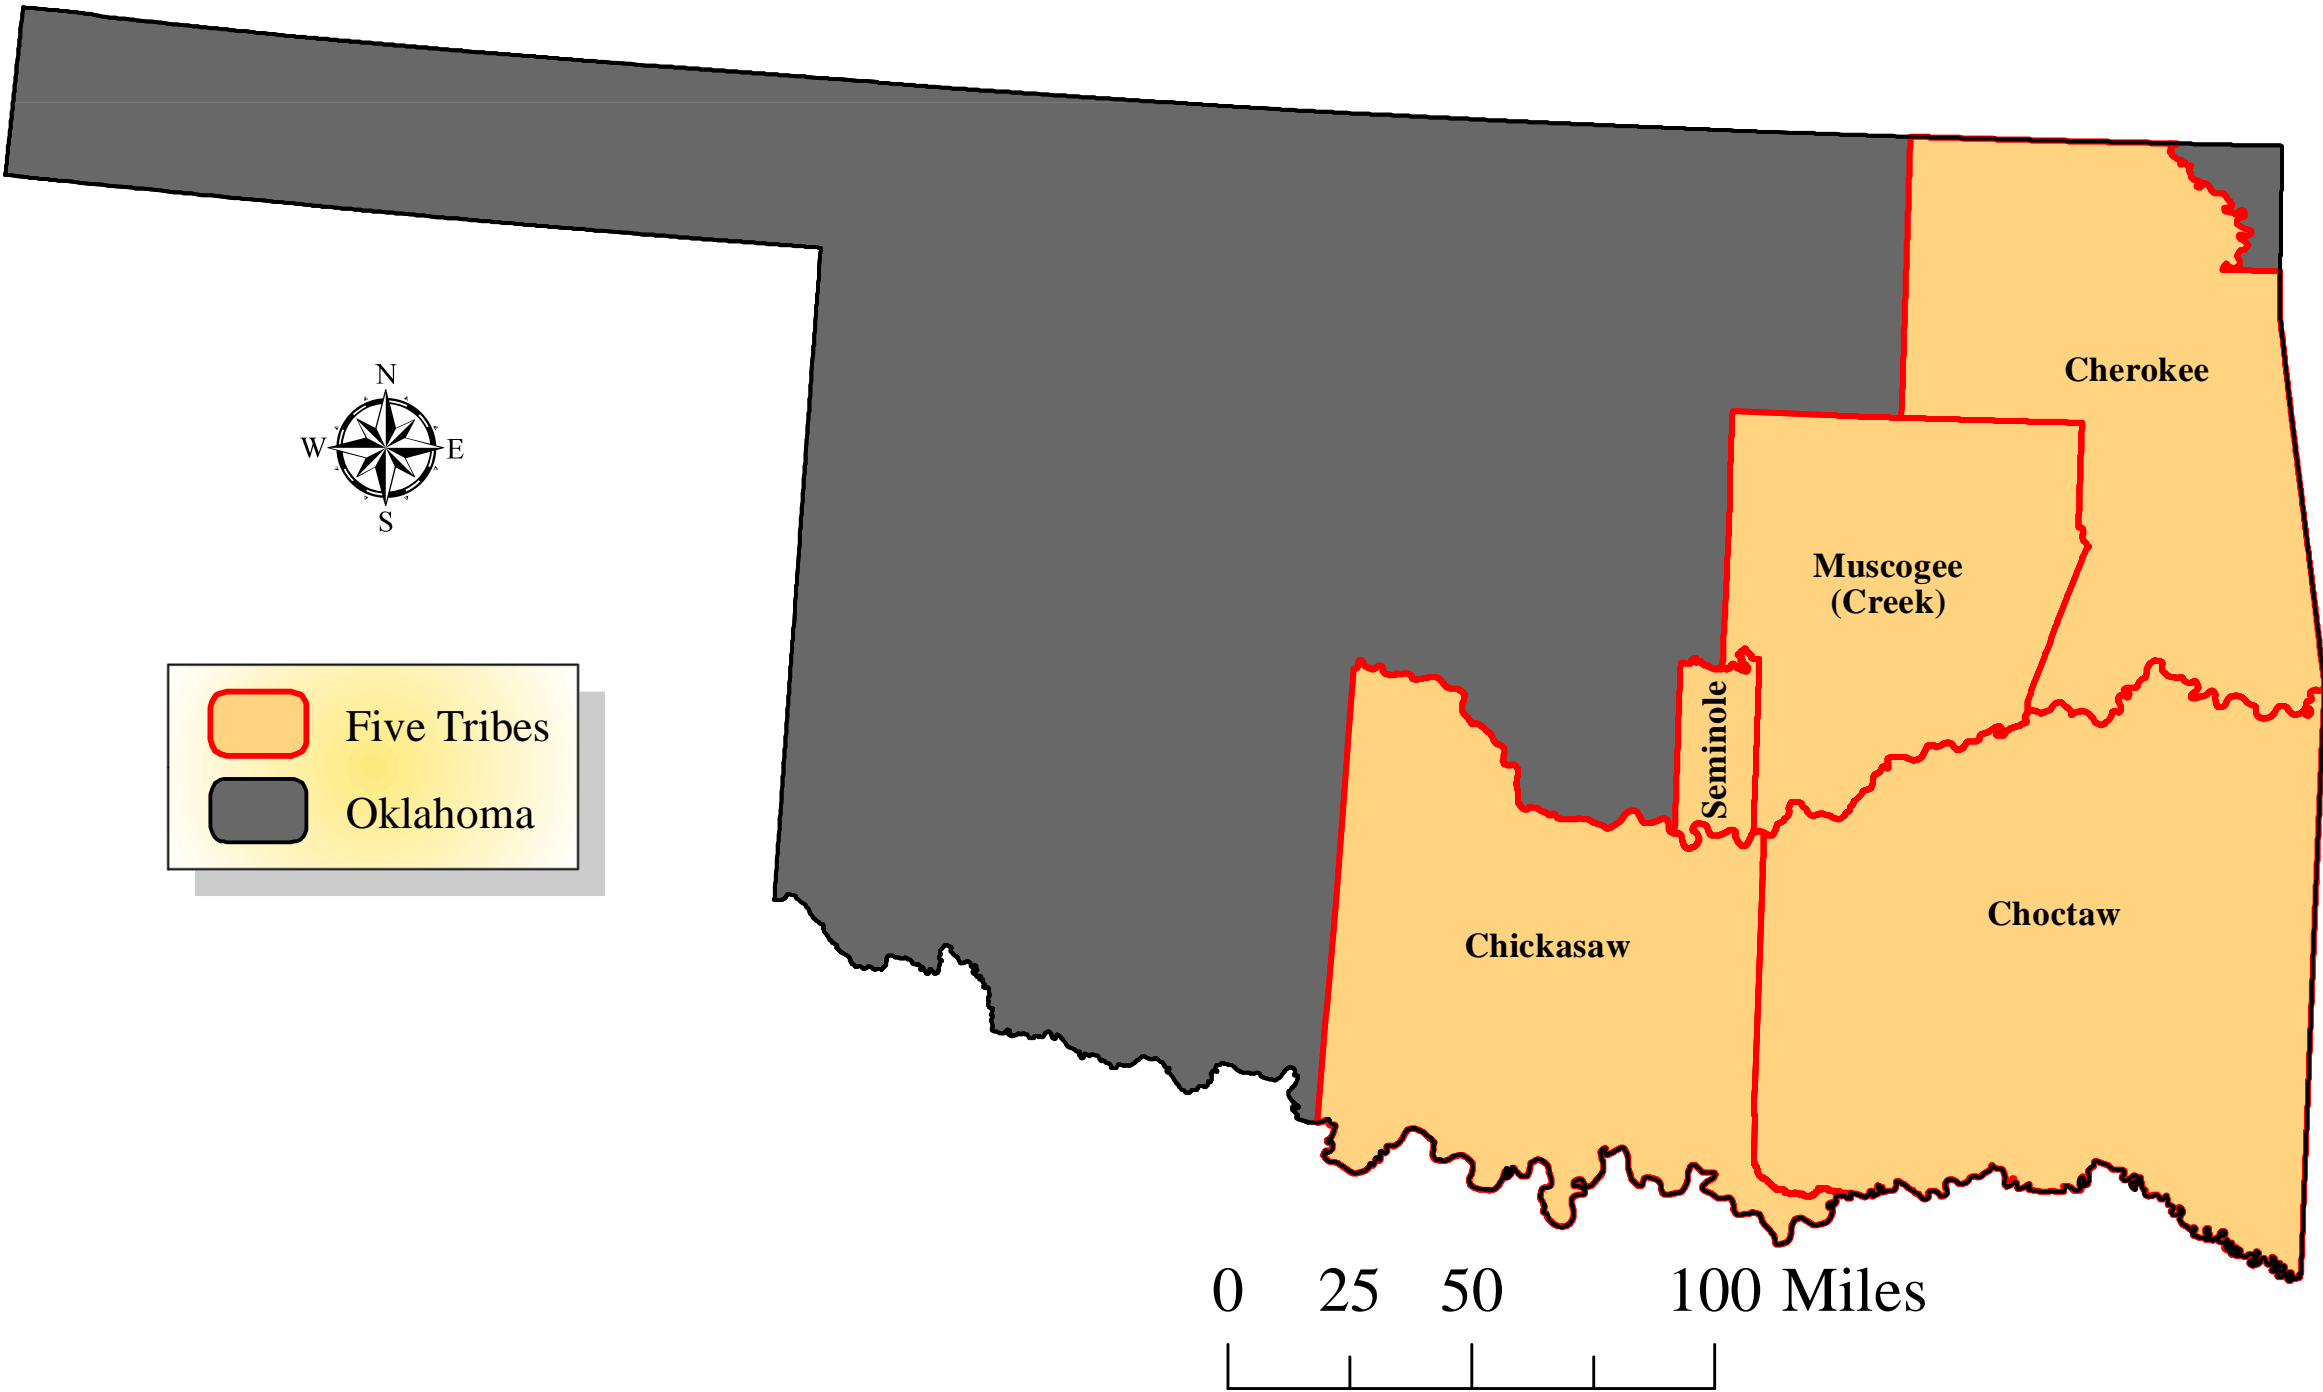 Cherokee
N
W
E
S
Muscogee
(Creek)
Seminole
Five Tribes
Oklahoma
Choctaw
Chickasaw
0 25 50 100 Miles